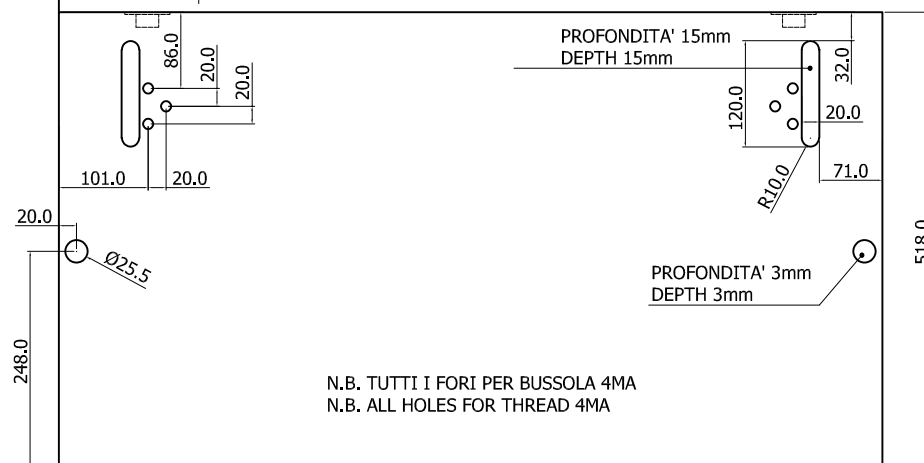 86.0
20.0
20.0
PROFONDITA' 15mm
DEPTH 15mm
32.0
120.0
20.0
101.0
20.0
R10.0
71.0
20.0
Ø25.5
518.0
PROFONDITA' 3mm
DEPTH 3mm
248.0
N.B. TUTTI I FORI PER BUSSOLA 4MA
N.B. ALL HOLES FOR THREAD 4MA